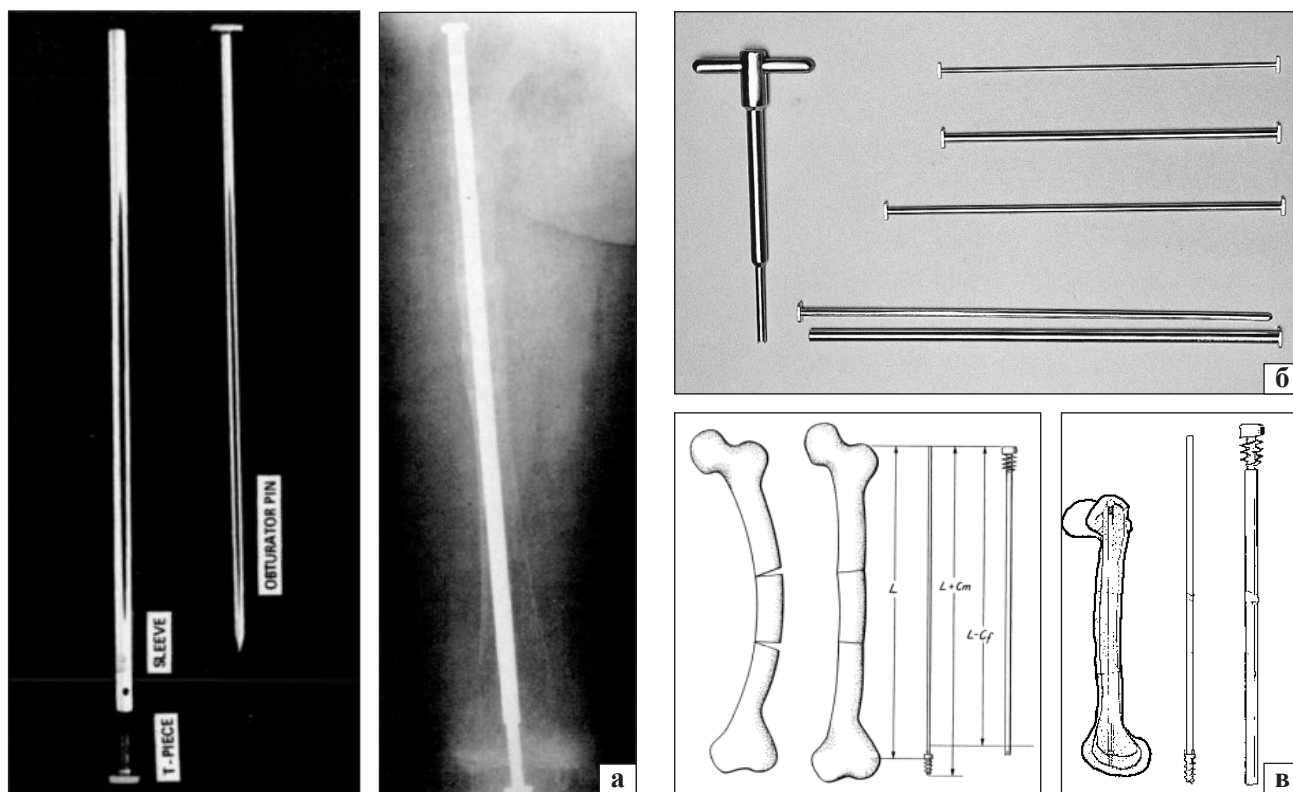 SLEEVE
T-PIECE
OBTURATOR PIN
а
б
L
L+Cm
L-Cf
в